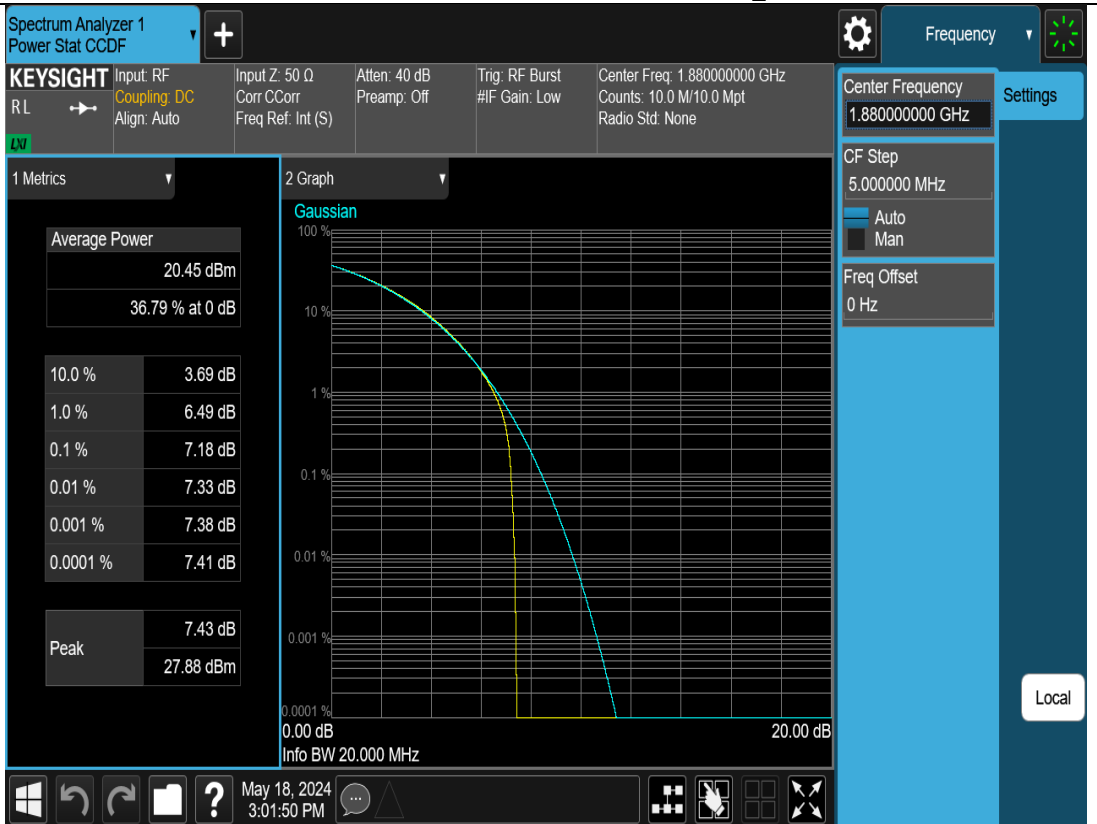 Spectrum Analyzer 1
Power Stat CCDF
Frequency
KEYSIGHT
R L
LXI
Input: RF
Coupling: DC
Align: Auto
Input Z: 50 Ω
Corr CCorr
Freq Ref: Int (S)
Atten: 40 dB
Preamp: Off
Trig: RF Burst
#IF Gain: Low
Center Freq: 1.880000000 GHz
Counts: 10.0 M/10.0 Mpt
Radio Std: None
Center Frequency
1.880000000 GHz
Settings
CF Step
5.000000 MHz
Auto
Man
Freq Offset
0 Hz
Local
1 Metrics
Average Power
20.45 dBm
36.79 % at 0 dB
10.0 % 3.69 dB
1.0 % 6.49 dB
0.1 % 7.18 dB
0.01 % 7.33 dB
0.001 % 7.38 dB
0.0001 % 7.41 dB
Peak
7.43 dB
27.88 dBm
2 Graph
Gaussian
100 %
10 %
1 %
0.1 %
0.01 %
0.001 %
0.0001 %
0.00 dB 20.00 dB
Info BW 20.000 MHz
?
May 18, 2024
3:01:50 PM